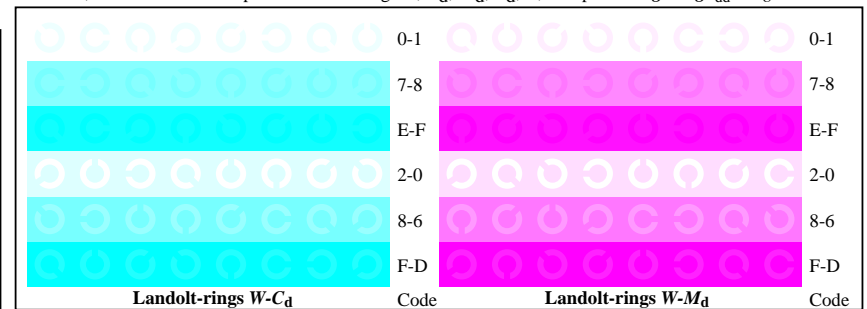 0-1 0-1
7-8 7-8
E-F E-F
2-0 2-0
8-6 8-6
F-D F-D
Landolt-rings W-Cd Code Landolt-rings W-Md Code